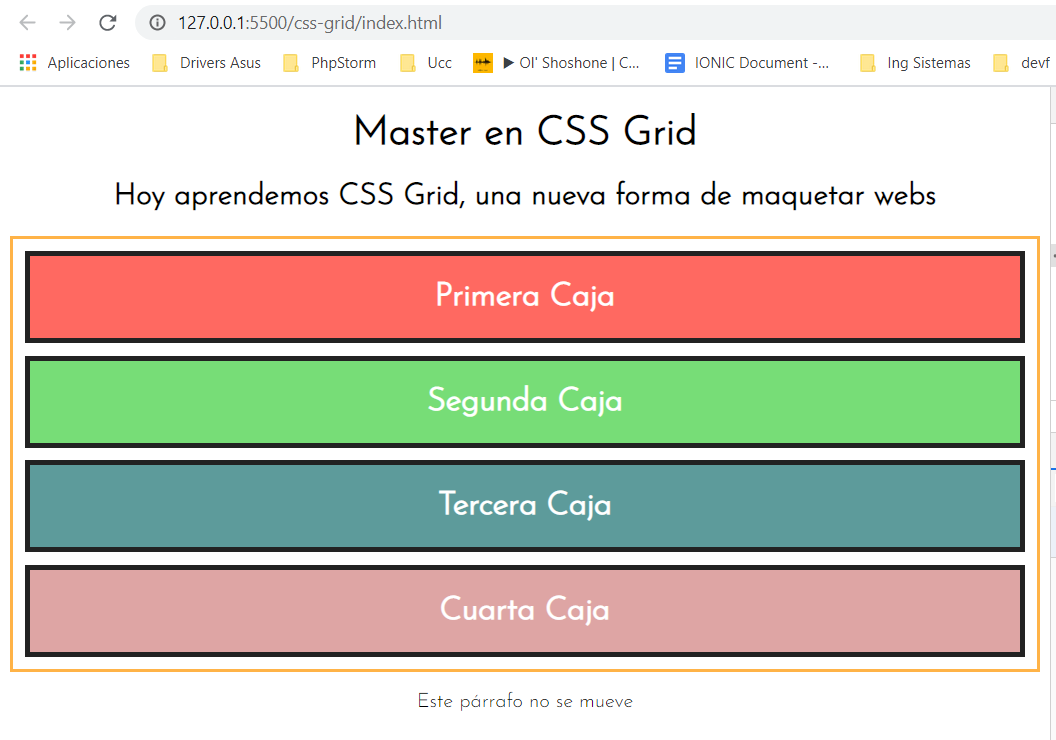 127.0.0.1:5500/css-grid/index.html
Aplicaciones Drivers Asus PhpStorm Ucc ▶ Ol' Shoshone | C... IONIC Document -... Ing Sistemas devf
Master en CSS Grid
Hoy aprendemos CSS Grid, una nueva forma de maquetar webs
Primera Caja
Segunda Caja
Tercera Caja
Cuarta Caja
Este párrafo no se mueve